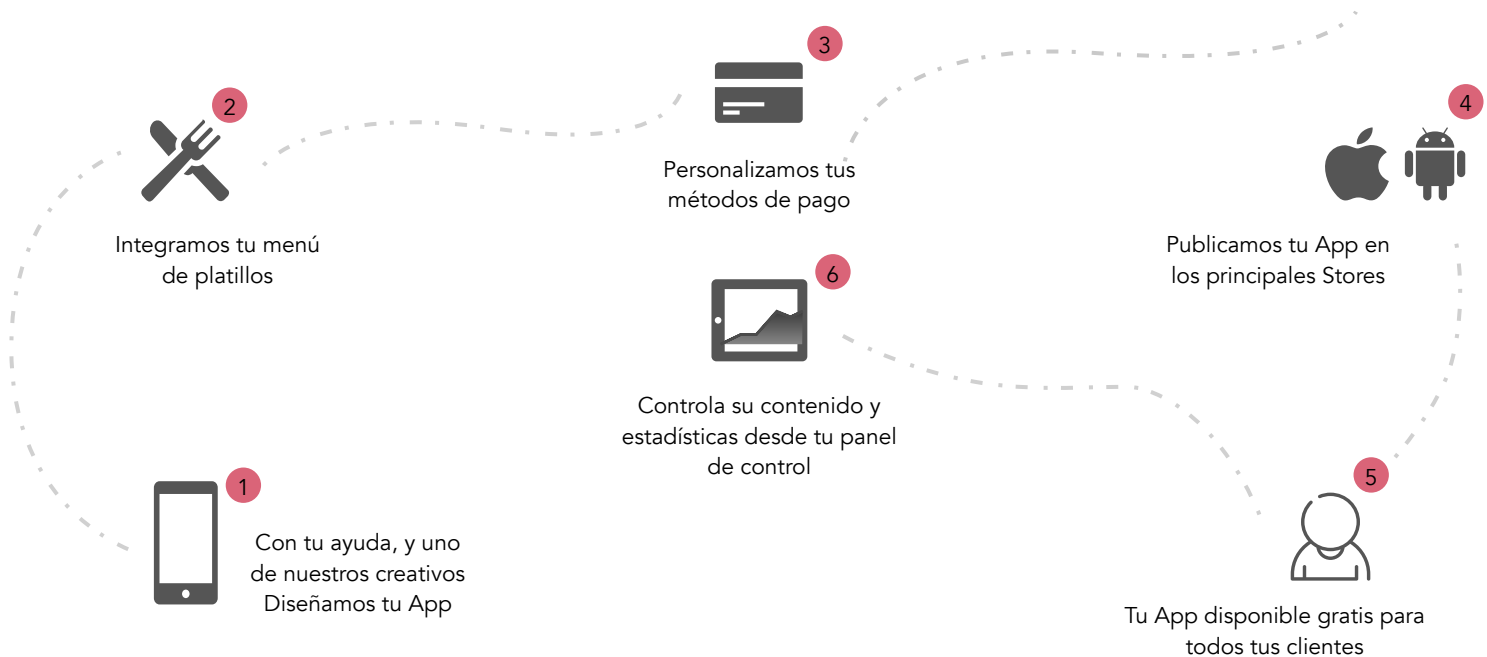 1
Con tu ayuda, y uno
de nuestros creativos
Diseñamos tu App
2
Integramos tu menú
de platillos
3
Personalizamos tus
métodos de pago
4
Publicamos tu App en
los principales Stores
5
Tu App disponible gratis para
todos tus clientes
6
Controla su contenido y
estadísticas desde tu panel
de control